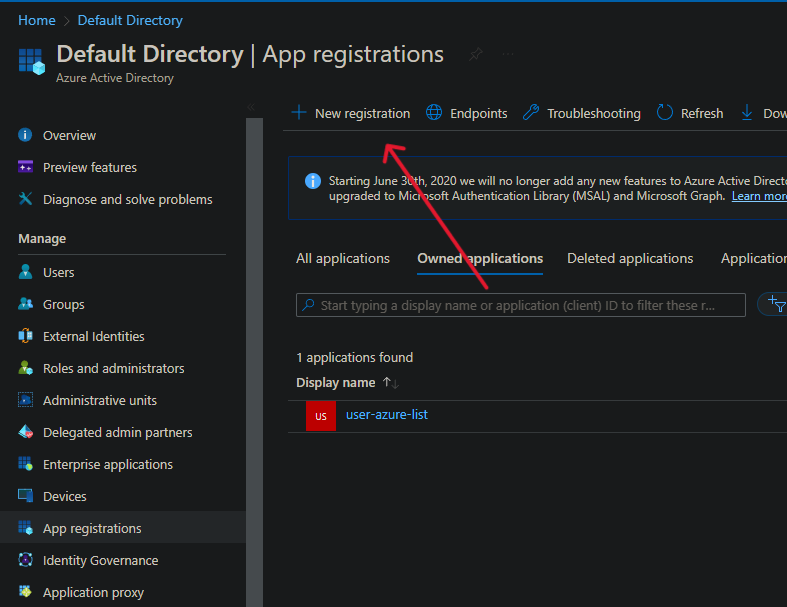 Home > Default Directory
Default Directory | App registrations
Azure Active Directory
New registration Endpoints Troubleshooting Refresh Dow
Overview
Preview features
Diagnose and solve problems
Manage
Users
Groups
External Identities
Roles and administrators
Administrative units
Delegated admin partners
Enterprise applications
Devices
App registrations
Identity Governance
Application proxy
Starting June 30th, 2020 we will no longer add any new features to Azure Active Directo
upgraded to Microsoft Authentication Library (MSAL) and Microsoft Graph. Learn more
All applications Owned applications Deleted applications Application
Start typing a display name or application (client) ID to filter these r...
1 applications found
Display name
us user-azure-list